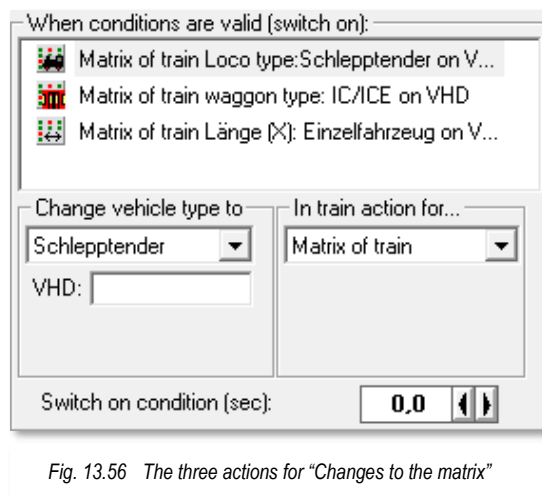 When conditions are valid (switch on):
Matrix of train Loco type:Schlepptender on V...
Matrix of train waggon type: IC/ICE on VHD
Matrix of train Länge (X): Einzelfahrzeug on V...
Change vehicle type to
In train action for...
Schlepptender
Matrix of train
VHD:
Switch on condition (sec):
0,0
Fig. 13.56 The three actions for “Changes to the matrix”